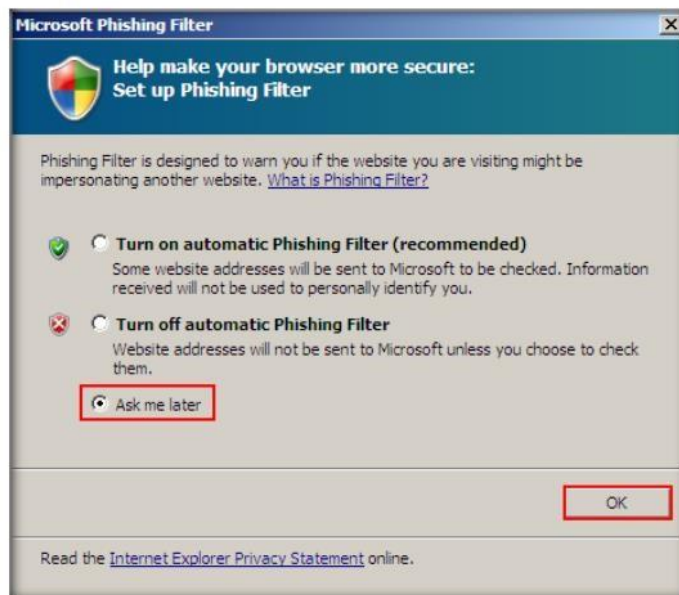 Microsoft Phishing Filter
Help make your browser more secure:
Set up Phishing Filter
Phishing Filter is designed to warn you if the website you are visiting might be
impersonating another website. What is Phishing Filter?
Turn on automatic Phishing Filter (recommended)
Some website addresses will be sent to Microsoft to be checked. Information
received will not be used to personally identify you.
Turn off automatic Phishing Filter
Website addresses will not be sent to Microsoft unless you choose to check
them.
Ask me later
OK
Read the Internet Explorer Privacy Statement online.